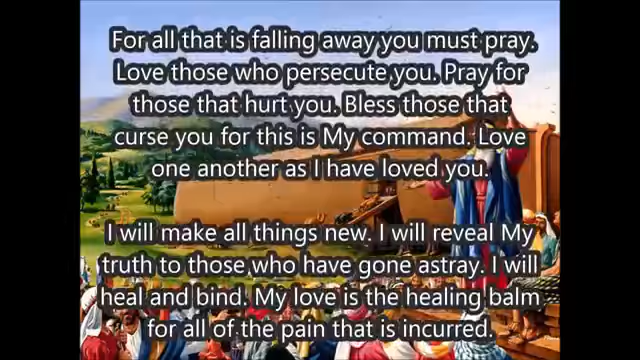 For all that is falling away you must pray.
Love those who persecute you. Pray for
those that hurt you. Bless those that
curse you for this is My command. Love
one another as I have loved you.
I will make all things new. I will reveal My
truth to those who have gone astray. I will
heal and bind. My love is the healing balm
for all of the pain that is incurred.